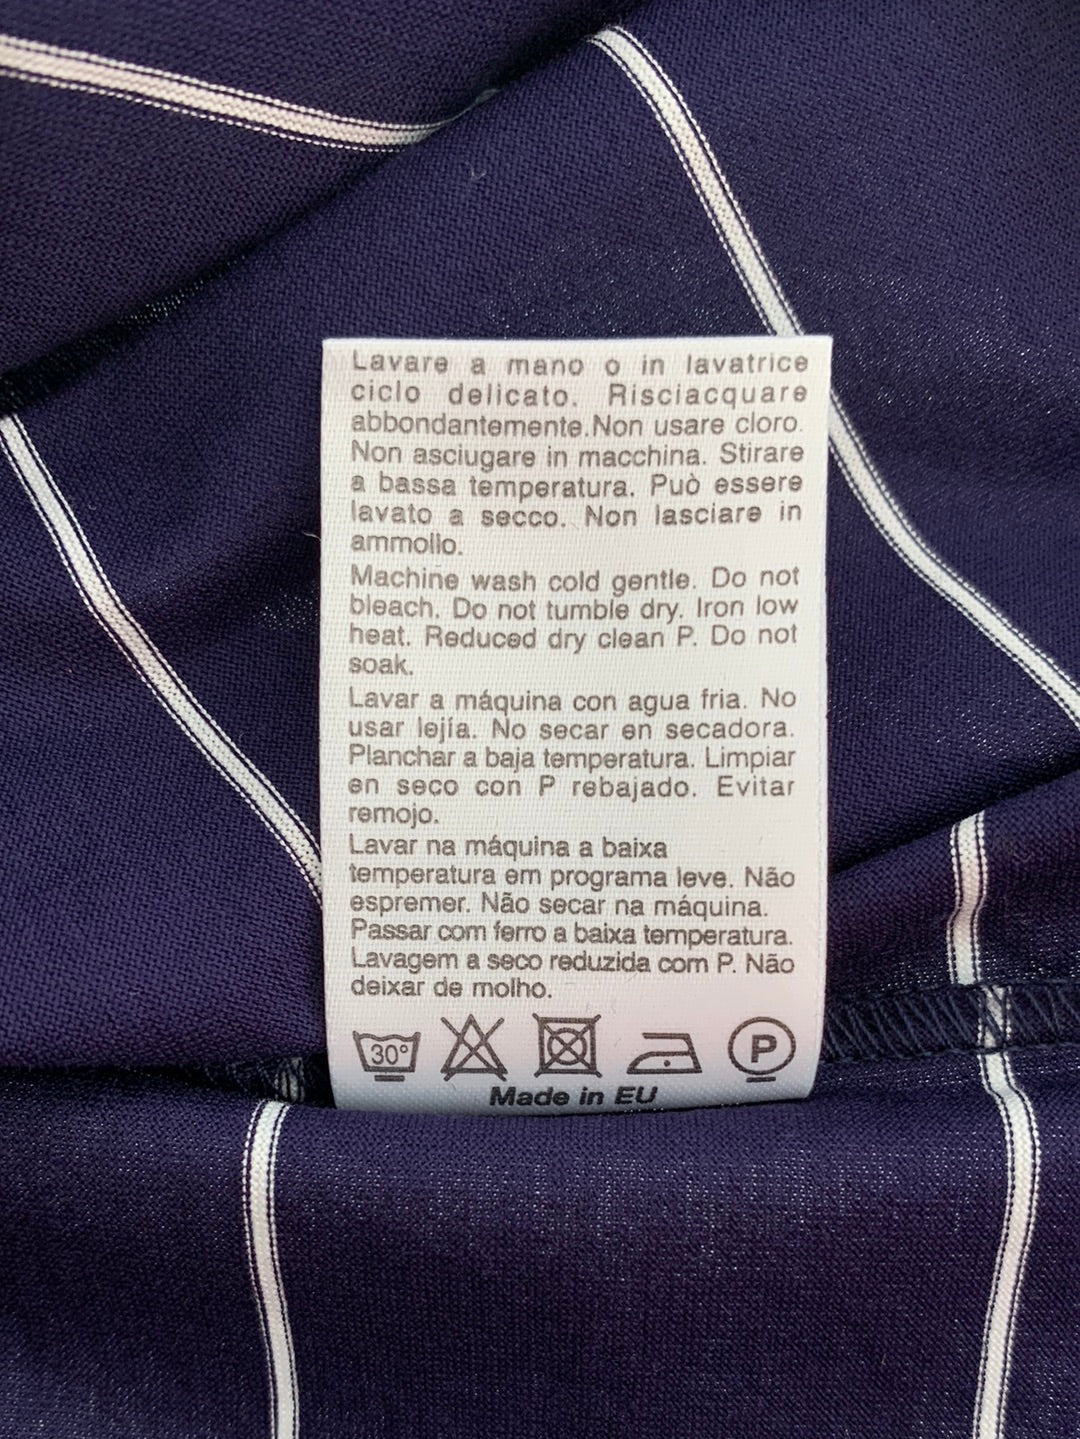 Lavare a mano o in lavatrice
ciclo delicato. Risciacquare
abbondantemente.Non usare cloro.
Non asciugare in macchina. Stirare
a bassa temperatura. Può essere
lavato a secco. Non lasciare in
ammollo.
Machine wash cold gentle. Do not
bleach. Do not tumble dry. Iron low
heat. Reduced dry clean P. Do not
soak.
Lavar a máquina con agua fria. No
usar lejía. No secar en secadora.
Planchar a baja temperatura. Limpiar
en seco con P rebajado. Evitar
remojo.
Lavar na máquina a baixa
temperatura em programa leve. Não
espremer. Não secar na máquina.
Passar com ferro a baixa temperatura.
Lavagem a seco reduzida com P. Não
deixar de molho.
30° P
Made in EU